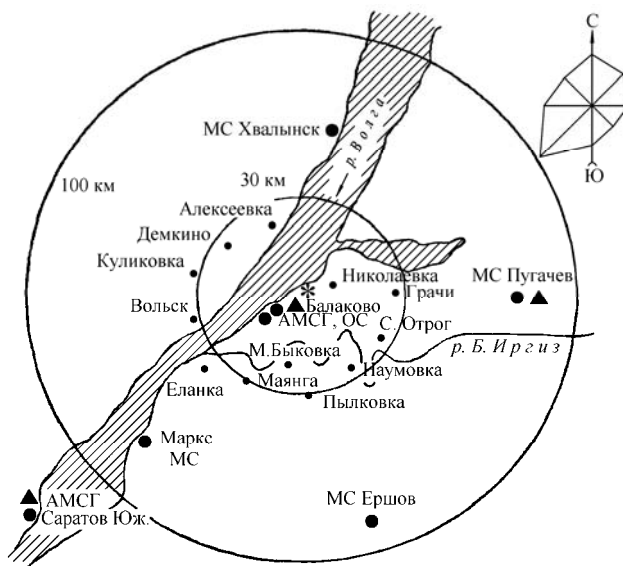 С
МС Хвалынск
р. Волга
100 км
30 км
Ю
Алексеевка
Демкино
Куликовка
Николаевка
МС Пугачев
Грачи
Вольск
Балаково
АМСГ, ОС
С. Отрог
р. Б. Иргиз
М.Быковка
Наумовка
Еланка
Маянга
Пылковка
Маркс
МС
АМСГ
Саратов Юж.
МС Ершов